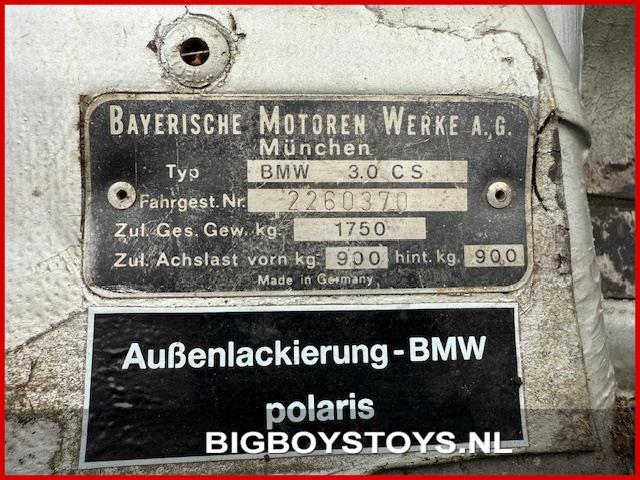 BAYERISCHE MOTOREN WERKE A.G.
München
Typ BMW 3.0 CS
Fahrgest. Nr. 2260370
Zul. Ges. Gew. kg. 1750
Zul. Achslast vorn kg: 900 hint. kg. 900
Made in Germany
Außenlackierung-BMW
polaris
BIGBOYSTOYS.NL